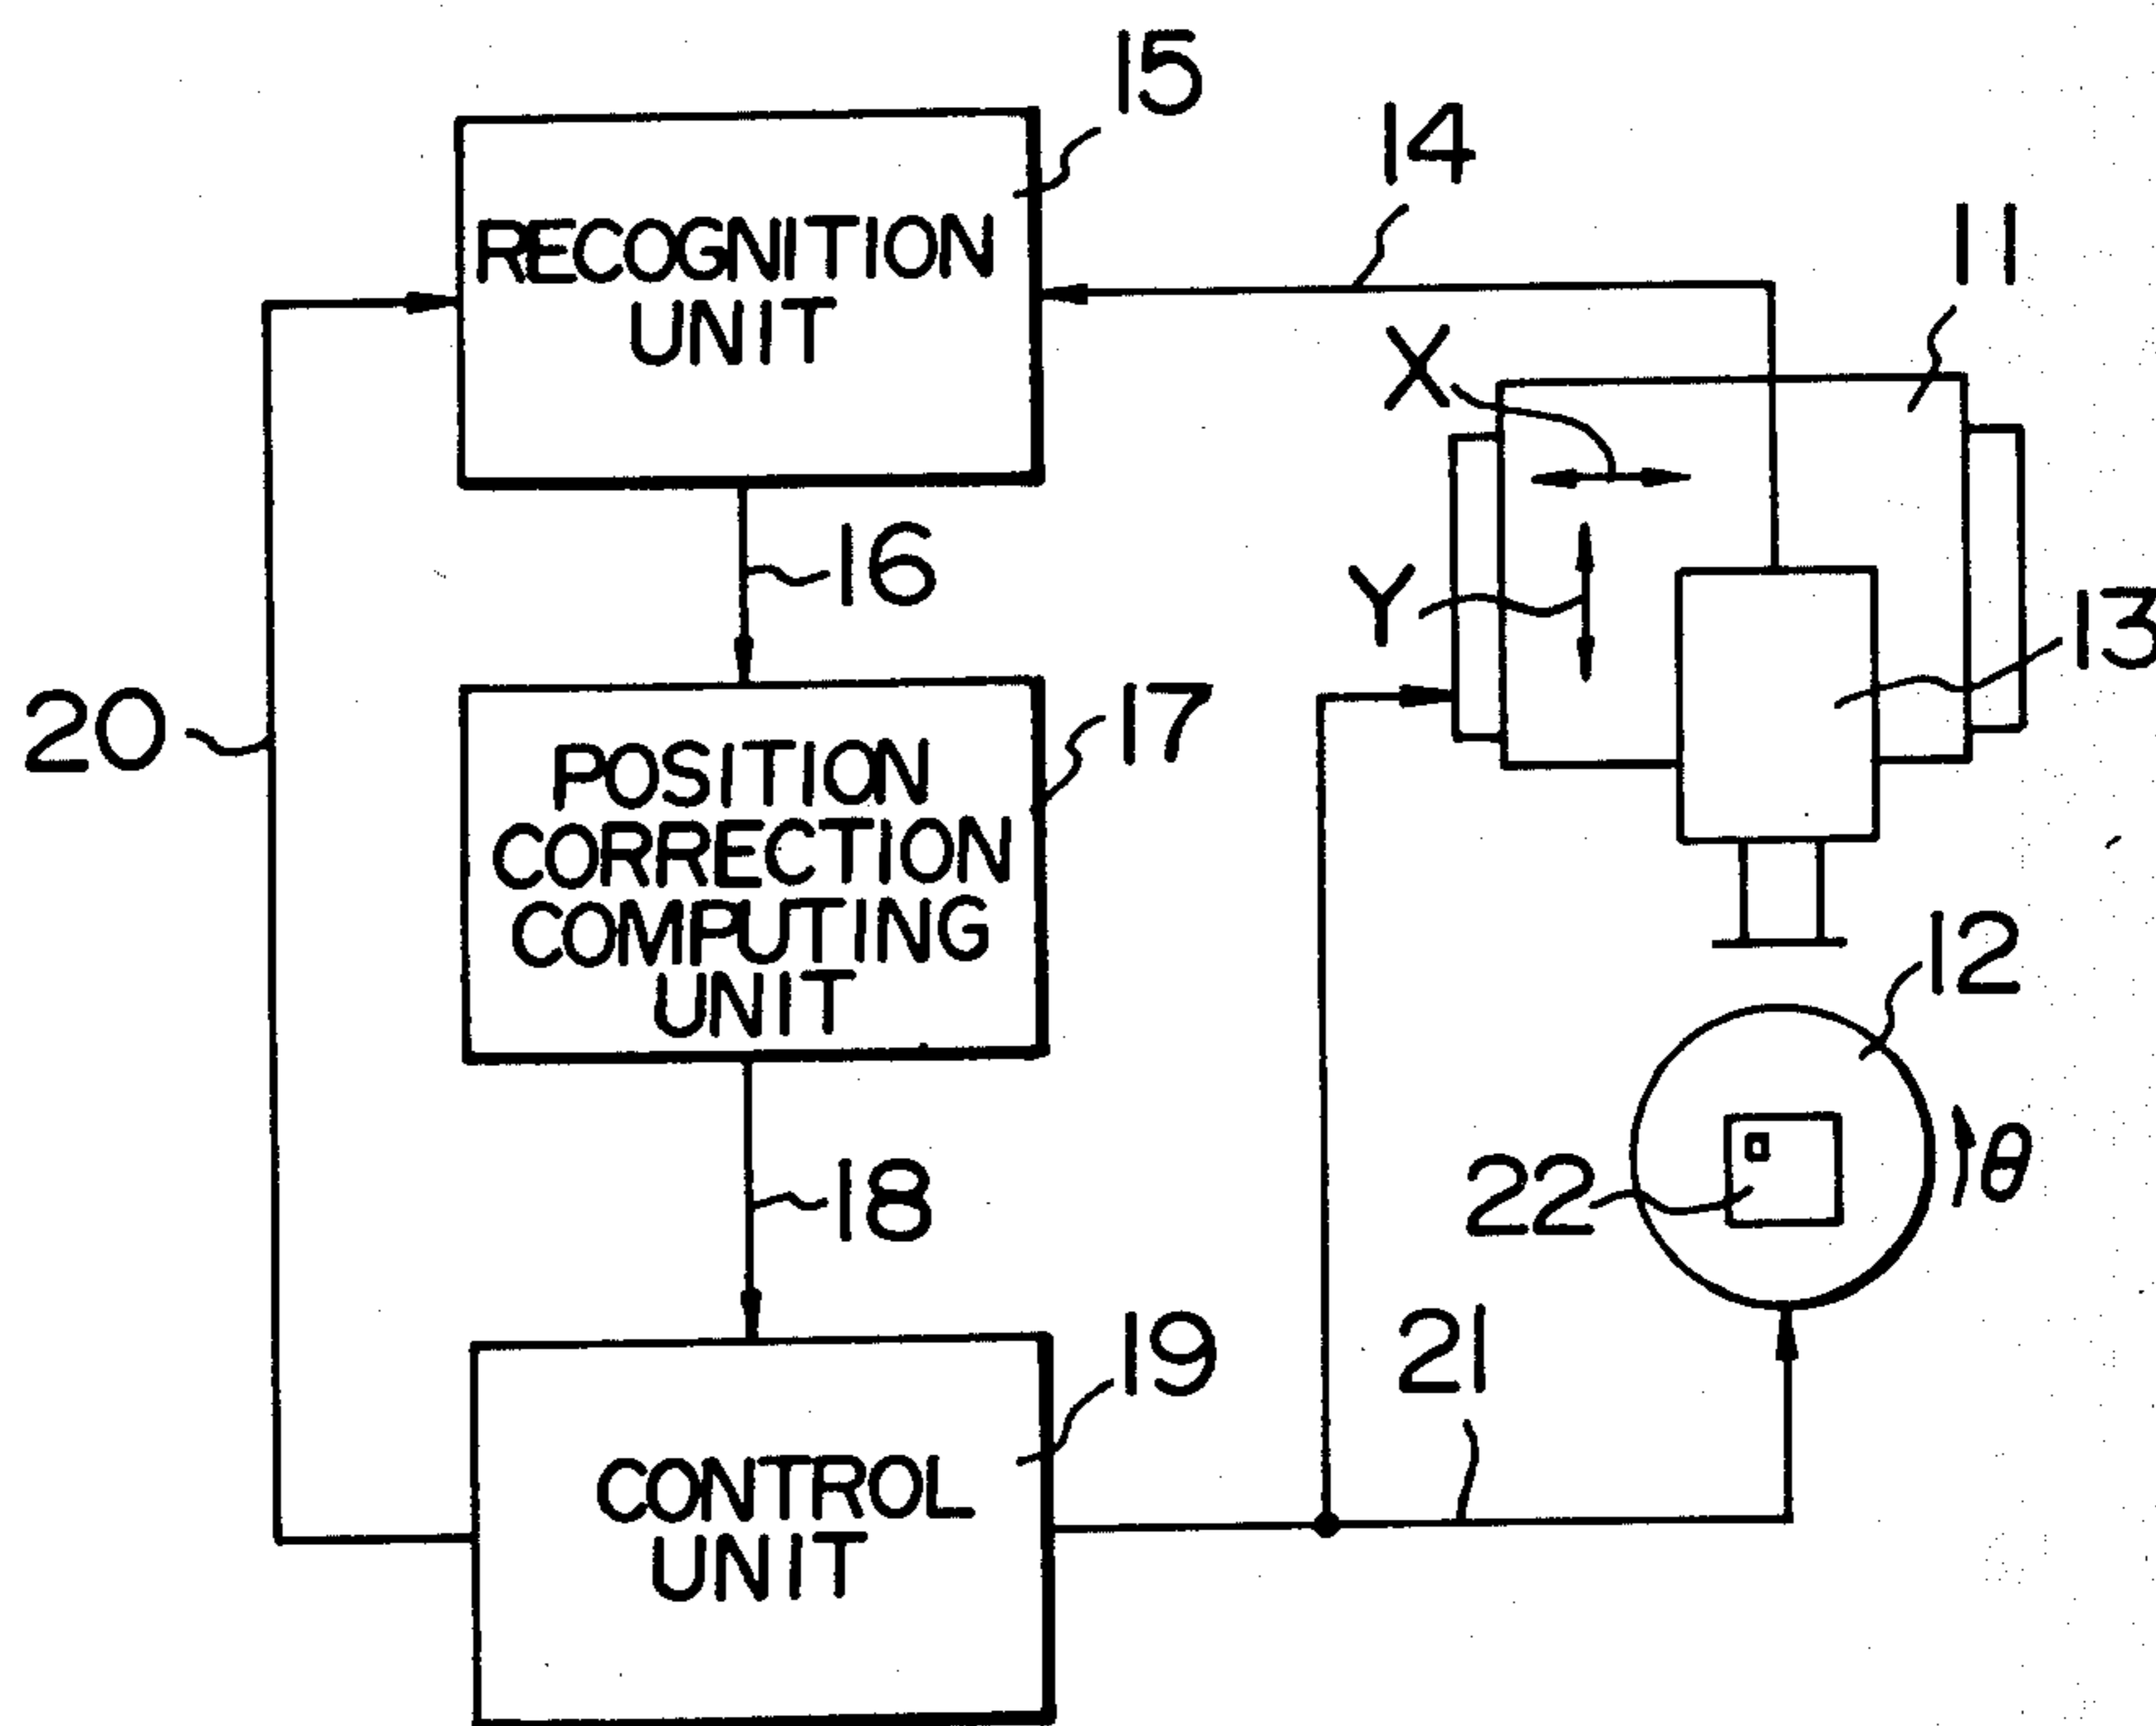 15
14
11
RECOGNITION
UNIT
X
16
Y
13
20
17
POSITION
CORRECTION
COMPUTING
UNIT
12
18
22
θ
21
19
CONTROL
UNIT